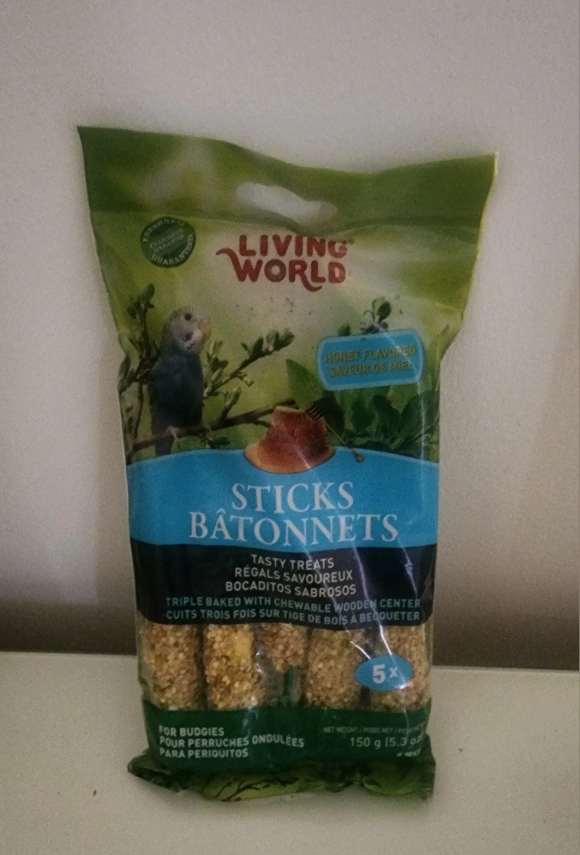 FRESHNESS
GUARANTEED
LIVING
WORLD
HONEY FLAVORED
SAVEUR DE MIEL
STICKS
BÂTONNETS
TASTY TREATS
RÉGALS SAVOUREUX
BOCADITOS SABROSOS
TRIPLE BAKED WITH CHEWABLE WOODEN CENTER
CUITS TROIS FOIS SUR TIGE DE BOIS À BECQUETER
5x
FOR BUDGIES
POUR PERRUCHES ONDULÉES
PARA PERIQUITOS
NET WEIGHT / POIDS NET /
150 g (5.3 oz)